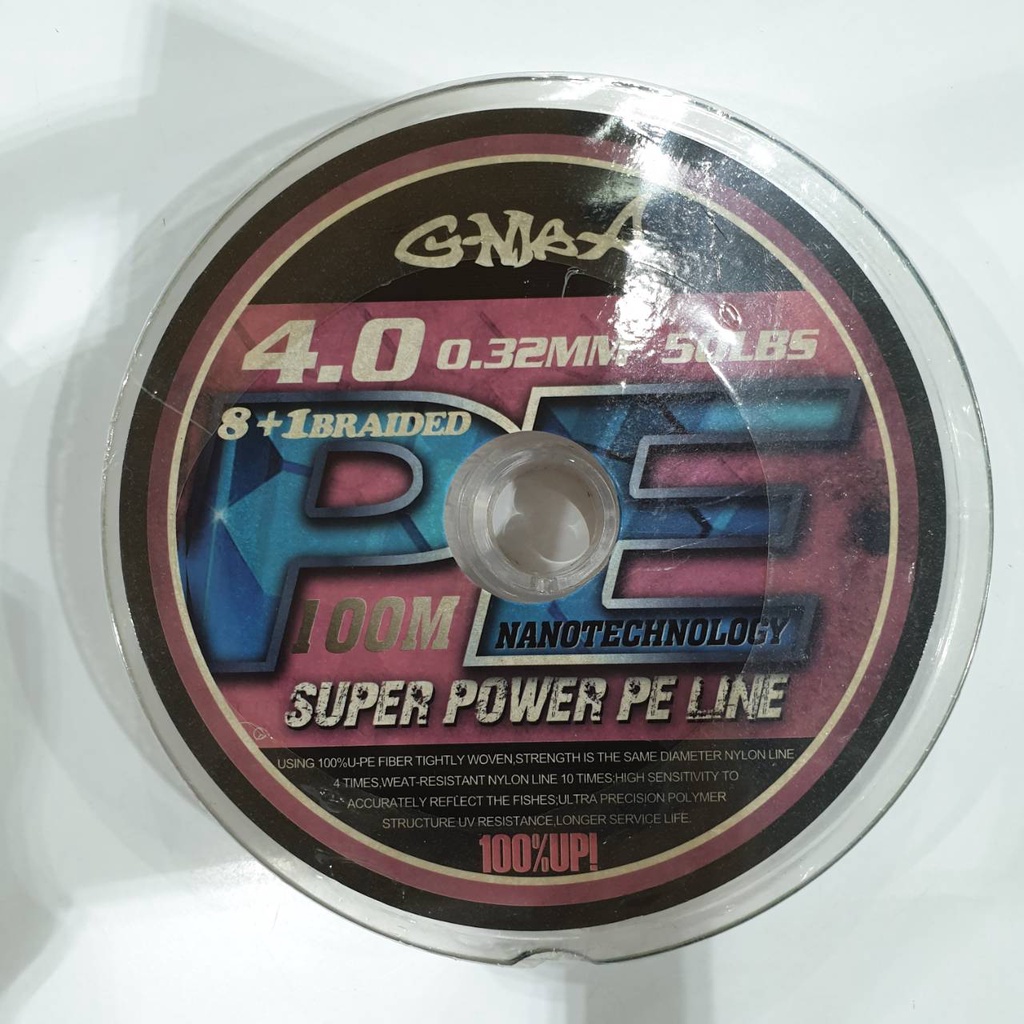 4.0 0.32MM 50LBS
8+1BRAIDED
PE
100M NANOTECHNOLOGY
SUPER POWER PE LINE
USING 100%U-PE FIBER TIGHTLY WOVEN,STRENGTH IS THE SAME DIAMETER NYLON LINE
4 TIMES,WEAT-RESISTANT NYLON LINE 10 TIMES;HIGH SENSITIVITY TO
ACCURATELY REFLECT THE FISHES;ULTRA PRECISION POLYMER
STRUCTURE UV RESISTANCE,LONGER SERVICE LIFE.
100%UP!